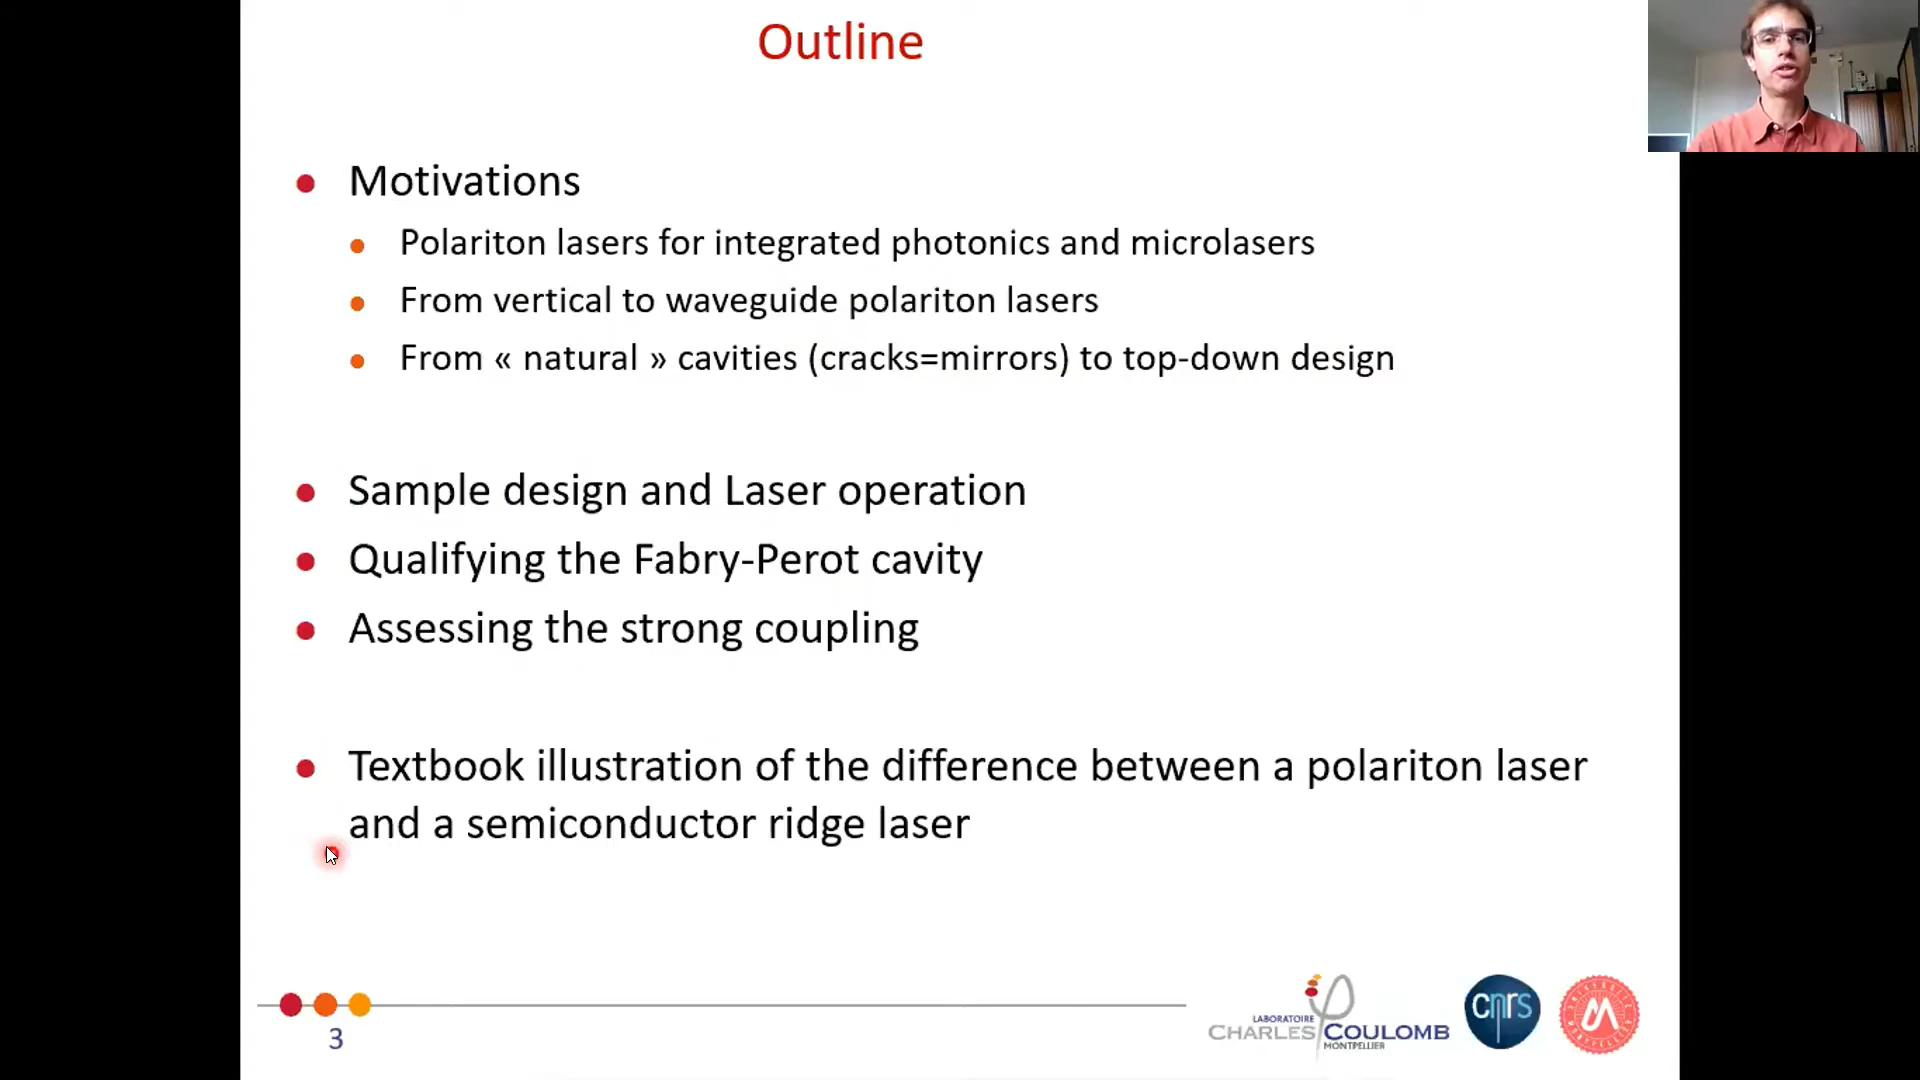 Outline
Motivations
Polariton lasers for integrated photonics and microlasers
From vertical to waveguide polariton lasers
From « natural » cavities (cracks=mirrors) to top-down design
Sample design and Laser operation
Qualifying the Fabry-Perot cavity
Assessing the strong coupling
Textbook illustration of the difference between a polariton laser
and a semiconductor ridge laser
3
LABORATOIRE
CHARLES COULOMB
MONTPELLIER
cnrs